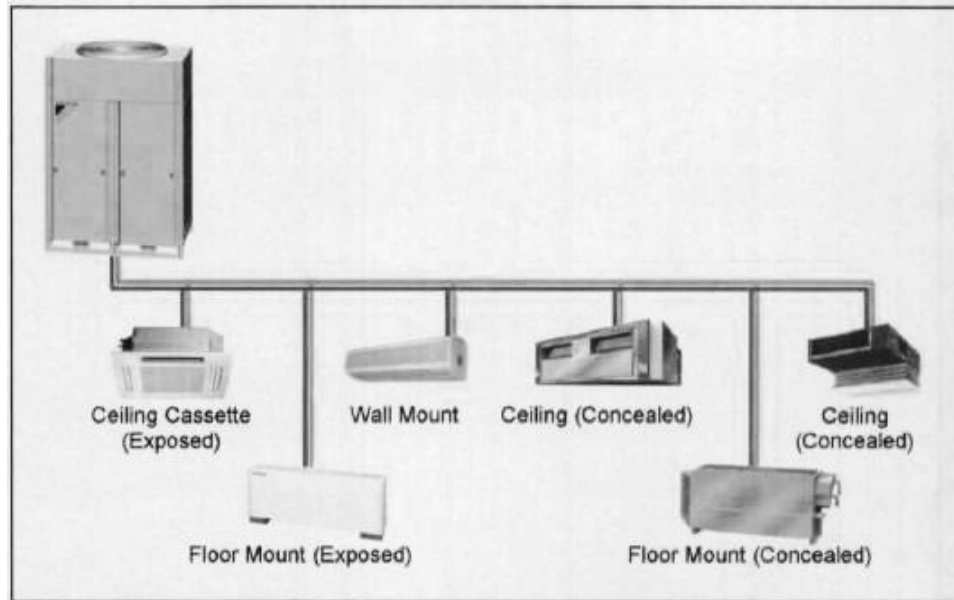 Ceiling Cassette
(Exposed)
Wall Mount
Ceiling (Concealed)
Ceiling
(Concealed)
Floor Mount (Exposed)
Floor Mount (Concealed)